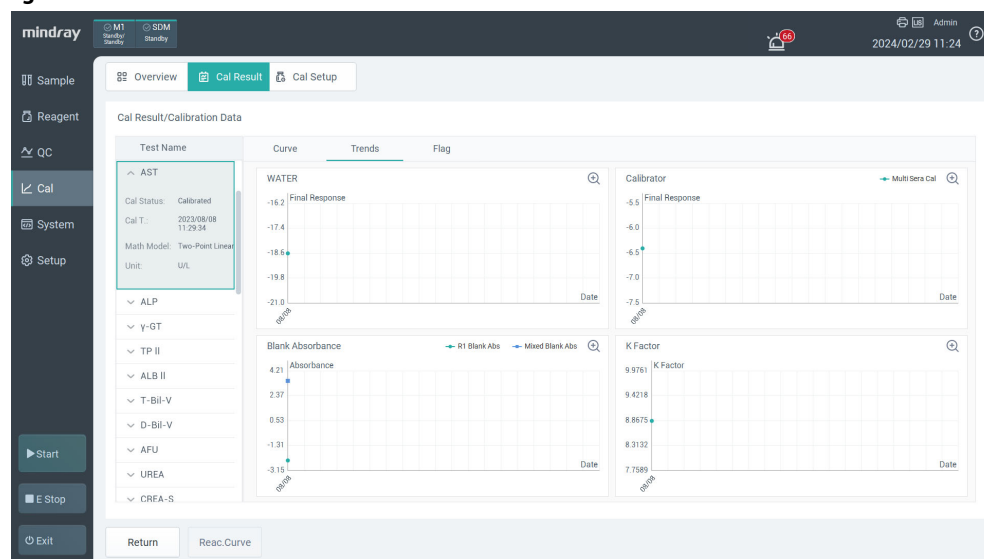 mindray
M1
Standby/
Standby
SDM
Standby
66
US Admin
2024/02/29 11:24
Sample
Reagent
QC
Cal
System
Setup
Start
E Stop
Exit
Overview
Cal Result
Cal Setup
Cal Result/Calibration Data
Test Name
AST
Cal Status: Calibrated
Cal T.: 2023/08/08
11:29:34
Math Model: Two-Point Linear
Unit: U/L
ALP
γ-GT
TP II
ALB II
T-Bil-V
D-Bil-V
AFU
UREA
CREA-S
Curve Trends Flag
WATER
Final Response
-16.2
-17.4
-18.6
-19.8
-21.0
Date
08/08
Calibrator
Multi Sera Cal
Final Response
-5.5
-6.0
-6.5
-7.0
-7.5
Date
08/08
Blank Absorbance
R1 Blank Abs Mixed Blank Abs
Absorbance
4.21
2.37
0.53
-1.31
-3.15
Date
08/08
K Factor
K Factor
9.9761
9.4218
8.8675
8.3132
7.7589
Date
08/08
Return
Reac.Curve